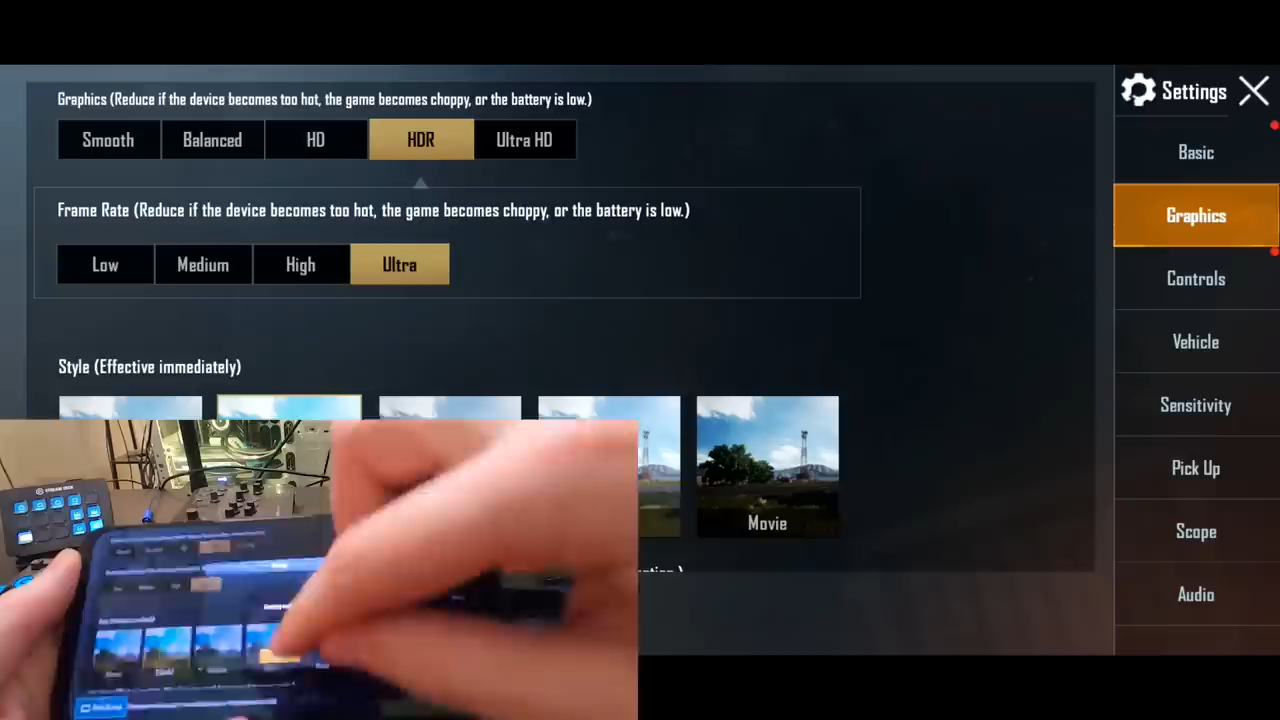 Graphics (Reduce if the device becomes too hot, the game becomes choppy, or the battery is low.)
Smooth
Balanced
HD
HDR
Ultra HD
Frame Rate (Reduce if the device becomes too hot, the game becomes choppy, or the battery is low.)
Low
Medium
High
Ultra
Style (Effective immediately)
Movie
Settings
Basic
Graphics
Controls
Vehicle
Sensitivity
Pick Up
Scope
Audio
STREAM DECK